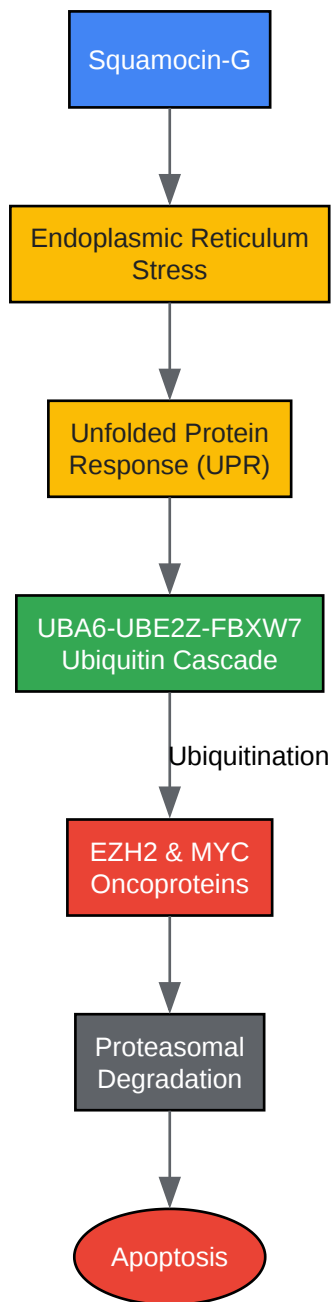 Squamocin-G
Endoplasmic Reticulum
Stress
Unfolded Protein
Response (UPR)
UBA6-UBE2Z-FBXW7
Ubiquitin Cascade
Ubiquitination
EZH2 & MYC
Oncoproteins
Proteasomal
Degradation
Apoptosis